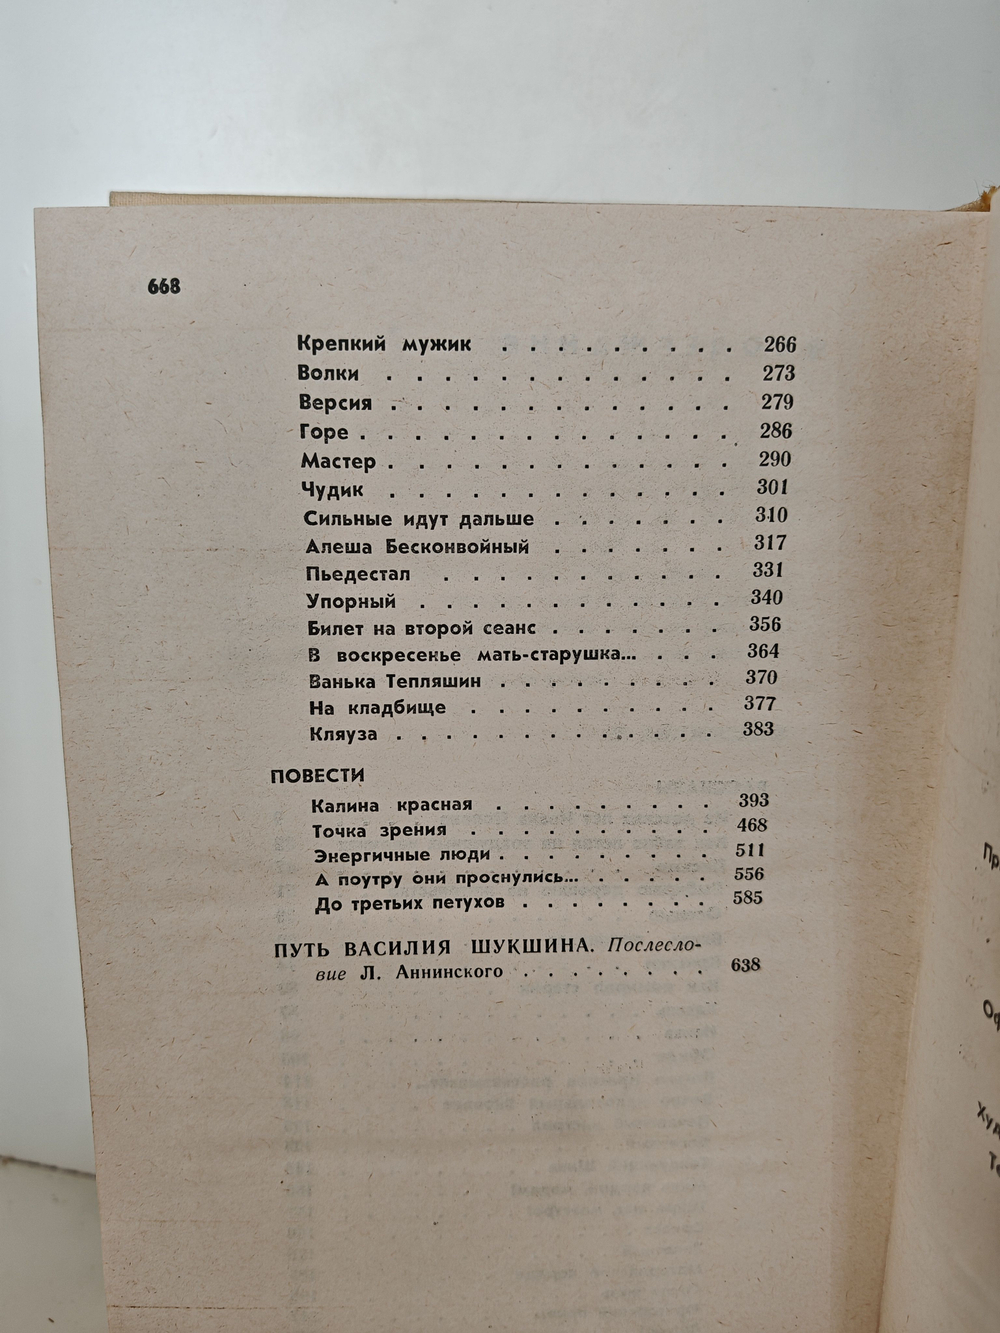 668
Крепкий мужик . . . . . . . . . 266
Волки . . . . . . . . . . . . . 273
Версия . . . . . . . . . . . . . 279
Горе . . . . . . . . . . . . . . 286
Мастер . . . . . . . . . . . . . 290
Чудик . . . . . . . . . . . . . 301
Сильные идут дальше . . . . . . . 310
Алеша Бесконвойный . . . . . . . 317
Пьедестал . . . . . . . . . . . 331
Упорный . . . . . . . . . . . 340
Билет на второй сеанс . . . . . . . 356
В воскресенье мать-старушка... . . . 364
Ванька Тепляшин . . . . . . . . . 370
На кладбище . . . . . . . . . . 377
Кляуза . . . . . . . . . . . . . 383
ПОВЕСТИ
Калина красная . . . . . . . . . 393
Точка зрения . . . . . . . . . . 468
Энергичные люди . . . . . . . . . 511
А поутру они проснулись... . . . . . 556
До третьих петухов . . . . . . . . 585
ПУТЬ ВАСИЛИЯ ШУКШИНА. Послесло-
вие Л. Аннинского . . . . . . . . 638